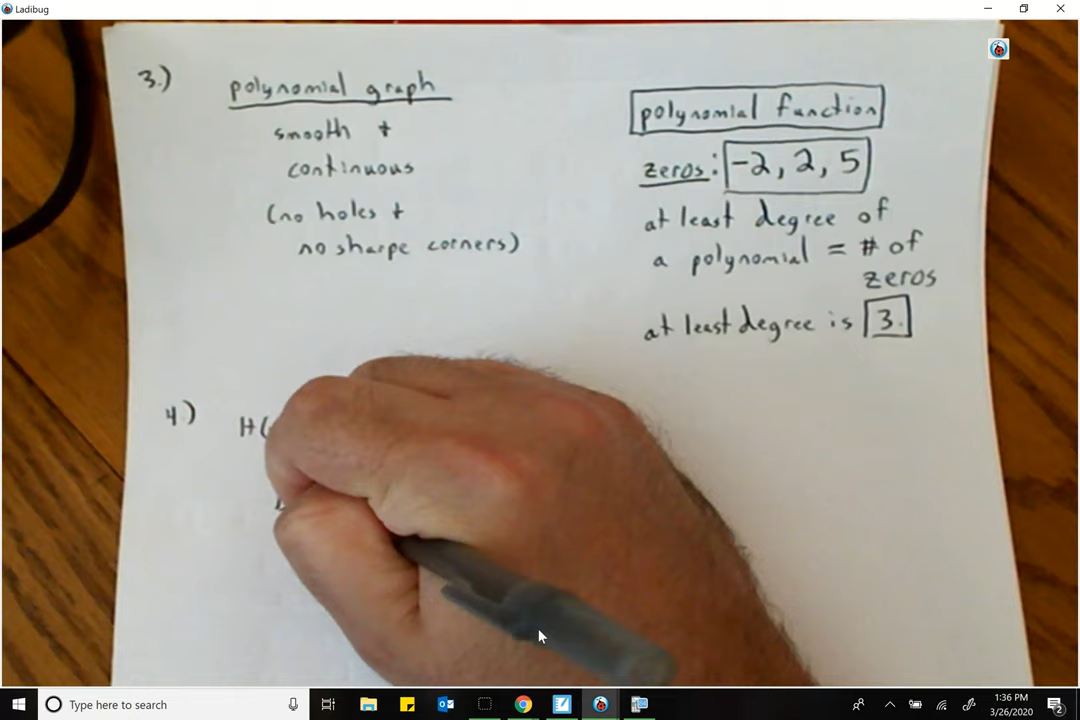 Ladibug
3.)
polynomial graph
smooth +
continuous
(no holes +
no sharpe corners)
polynomial function
zeros: -2, 2, 5
at least degree of
a polynomial = # of
zeros
at least degree is 3.
4.) H(
Type here to search
1:36 PM
3/26/2020
2